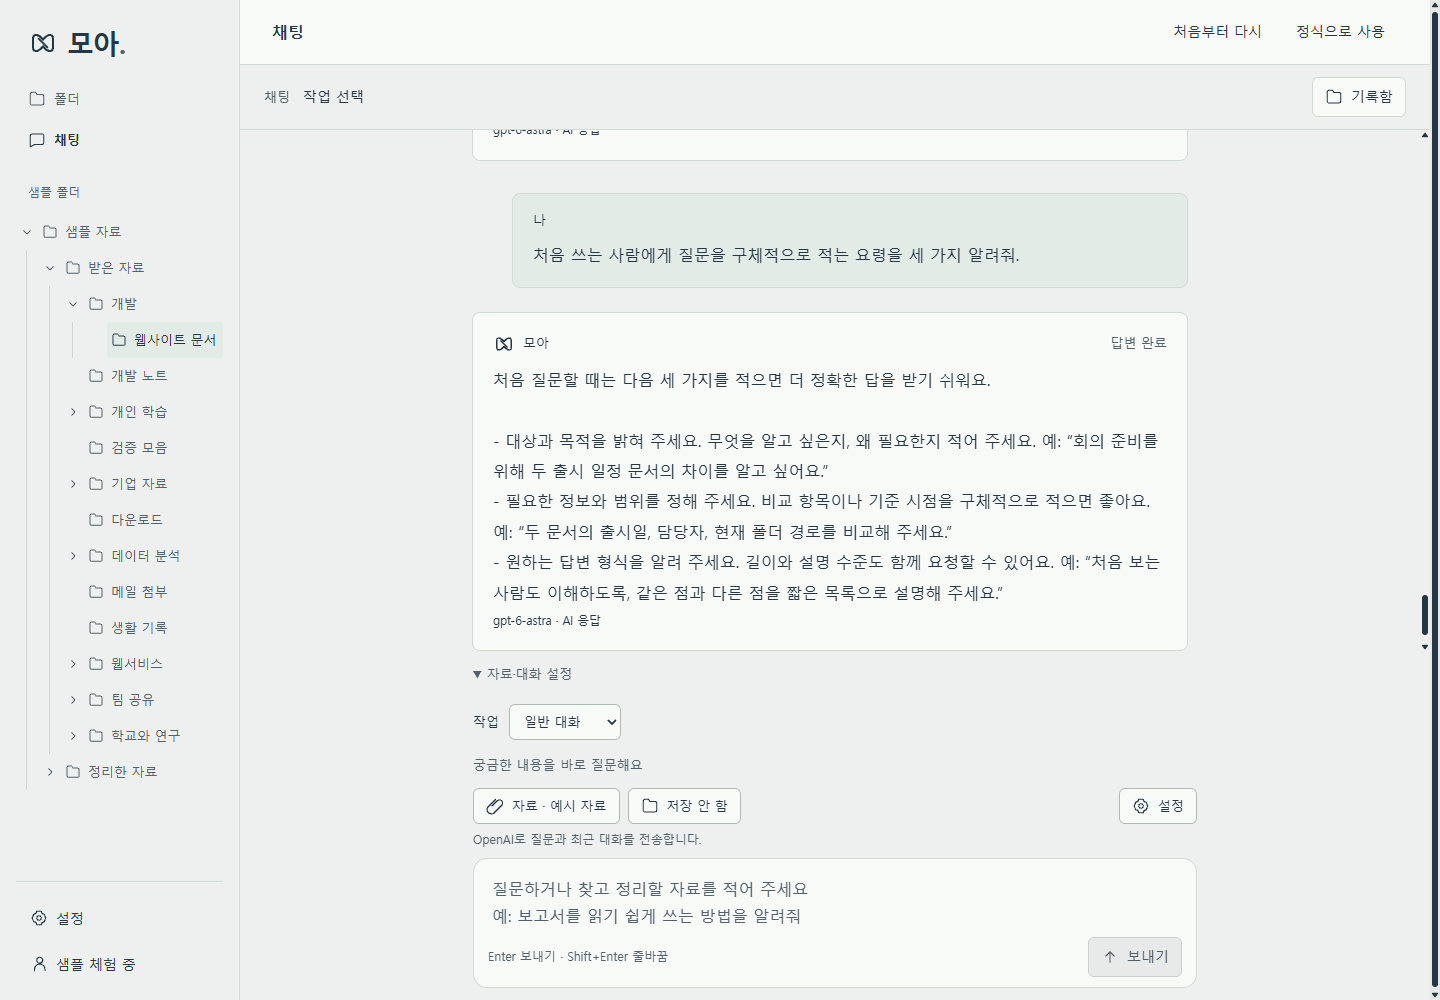 모아.
폴더
채팅
샘플 폴더
샘플 자료
받은 자료
개발
웹사이트 문서
개발 노트
개인 학습
검증 모음
기업 자료
다운로드
데이터 분석
메일 첨부
생활 기록
웹서비스
팀 공유
학교와 연구
정리한 자료
설정
샘플 체험 중
채팅
처음부터 다시
정식으로 사용
채팅 작업 선택
기록함
gpt-6-astra · AI 응답
나
처음 쓰는 사람에게 질문을 구체적으로 적는 요령을 세 가지 알려줘.
모아
답변 완료
처음 질문할 때는 다음 세 가지를 적으면 더 정확한 답을 받기 쉬워요.
- 대상과 목적을 밝혀 주세요. 무엇을 알고 싶은지, 왜 필요한지 적어 주세요. 예: “회의 준비를
위해 두 출시 일정 문서의 차이를 알고 싶어요.”
- 필요한 정보와 범위를 정해 주세요. 비교 항목이나 기준 시점을 구체적으로 적으면 좋아요.
예: “두 문서의 출시일, 담당자, 현재 폴더 경로를 비교해 주세요.”
- 원하는 답변 형식을 알려 주세요. 길이와 설명 수준도 함께 요청할 수 있어요. 예: “처음 보는
사람도 이해하도록, 같은 점과 다른 점을 짧은 목록으로 설명해 주세요.”
gpt-6-astra · AI 응답
▼ 자료·대화 설정
작업 일반 대화
궁금한 내용을 바로 질문해요
자료 · 예시 자료
저장 안 함
설정
OpenAI로 질문과 최근 대화를 전송합니다.
질문하거나 찾고 정리할 자료를 적어 주세요
예: 보고서를 읽기 쉽게 쓰는 방법을 알려줘
Enter 보내기 · Shift+Enter 줄바꿈
보내기